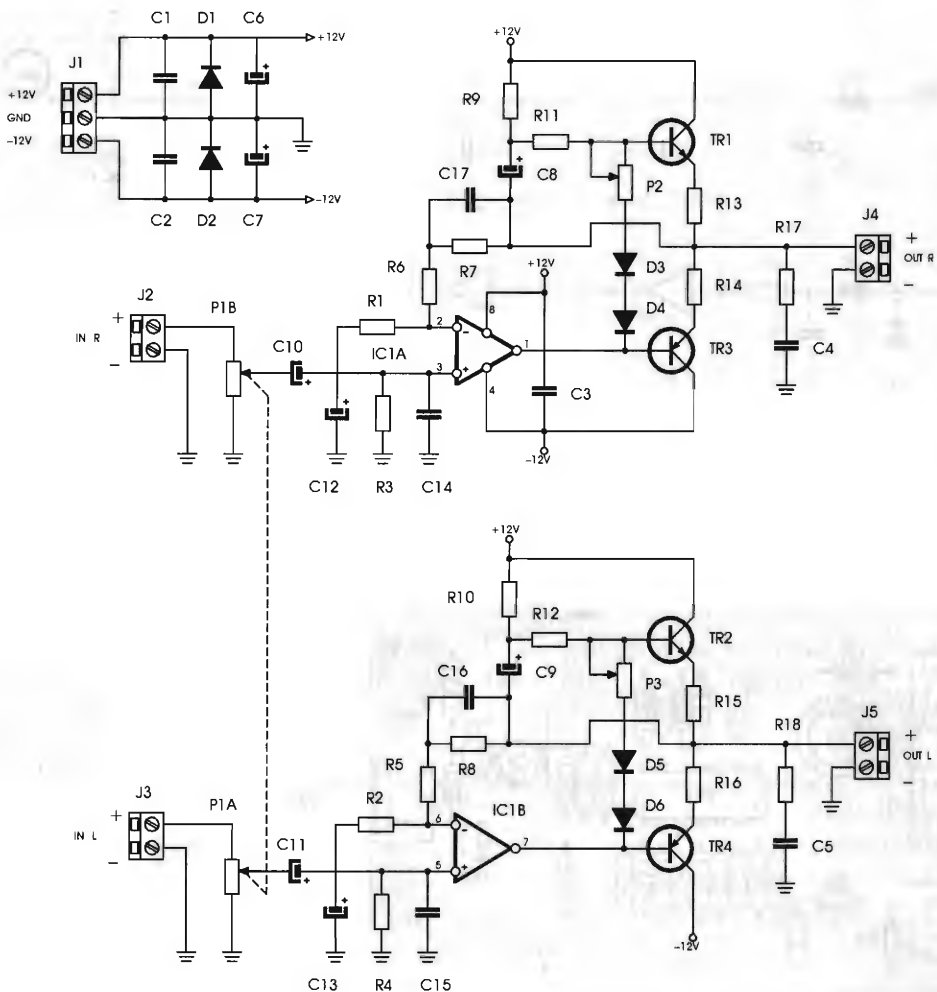 C1 D1 C6
+12V
J1
+12V
GND
-12V
-12V
C2 D2 C7
+12V
R9
R11
TR1
C17
C8
P2
R13
J4
R17
+
OUT R
-
R6
R7
+12V
D3
R14
J2
P1B
R1
8
D4
+
IN R
-
C10
IC1A
2
-
1
TR3
C4
3
+
4
C3
-12V
C12 R3 C14
+12V
R10
R12
TR2
C16
C9
P3
R15
J5
R18
+
OUT L
-
R5
R8
D5
R16
J3
P1A
R2
IC1B
D6
+
IN L
-
C11
6
-
7
TR4
C5
5
+
-12V
C13 R4 C15